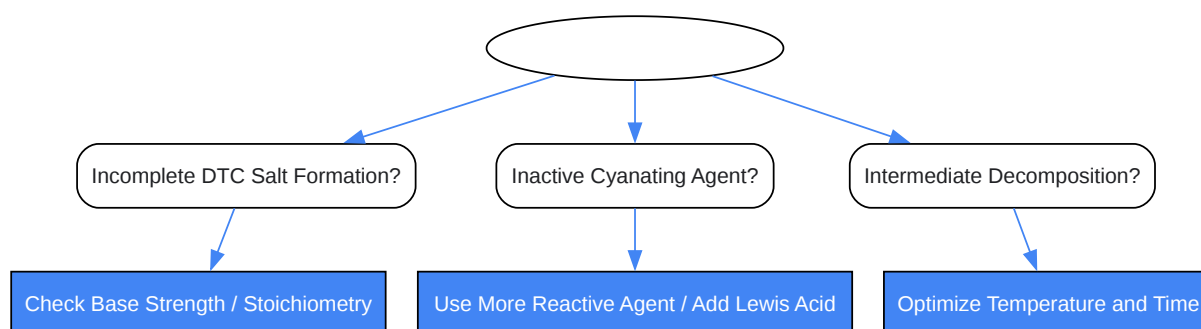 Incomplete DTC Salt Formation?
Inactive Cyanating Agent?
Intermediate Decomposition?
Check Base Strength / Stoichiometry
Use More Reactive Agent / Add Lewis Acid
Optimize Temperature and Time